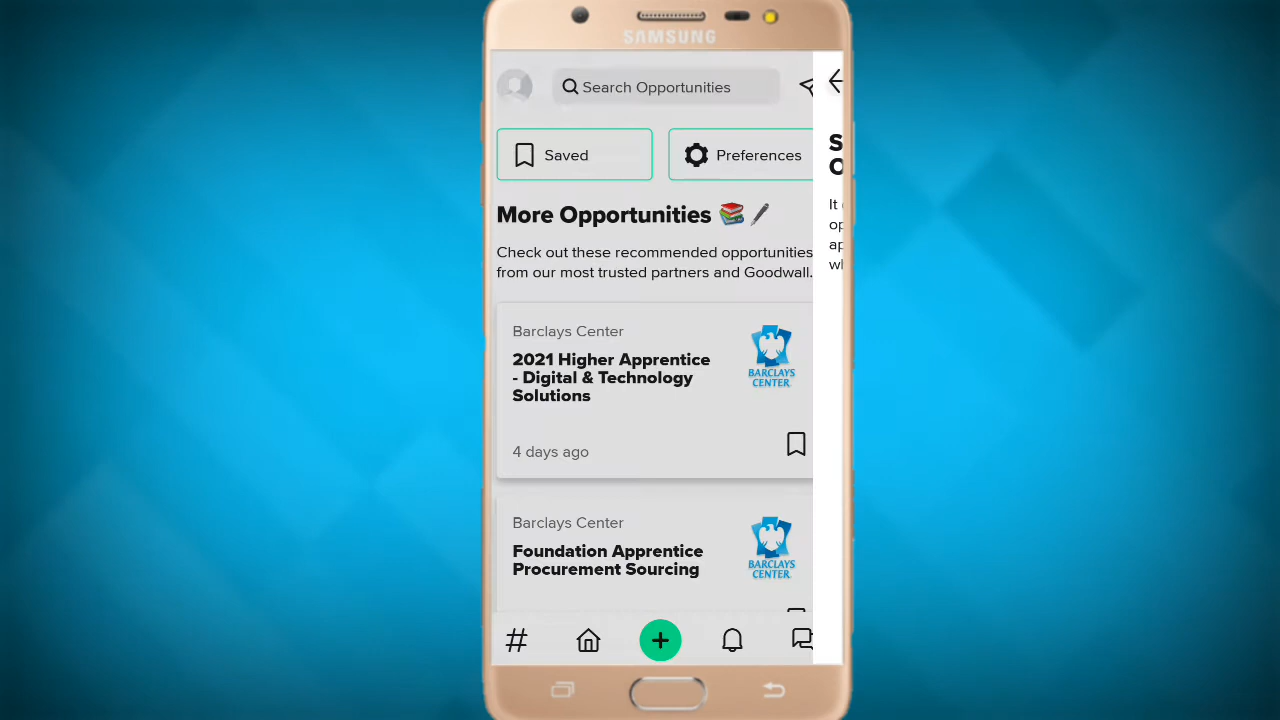 SAMSUNG
Search Opportunities
Saved
Preferences
More Opportunities
Check out these recommended opportunities
from our most trusted partners and Goodwall.
Barclays Center
2021 Higher Apprentice
- Digital & Technology
Solutions
BARCLAYS
CENTER
4 days ago
Barclays Center
Foundation Apprentice
Procurement Sourcing
BARCLAYS
CENTER
It